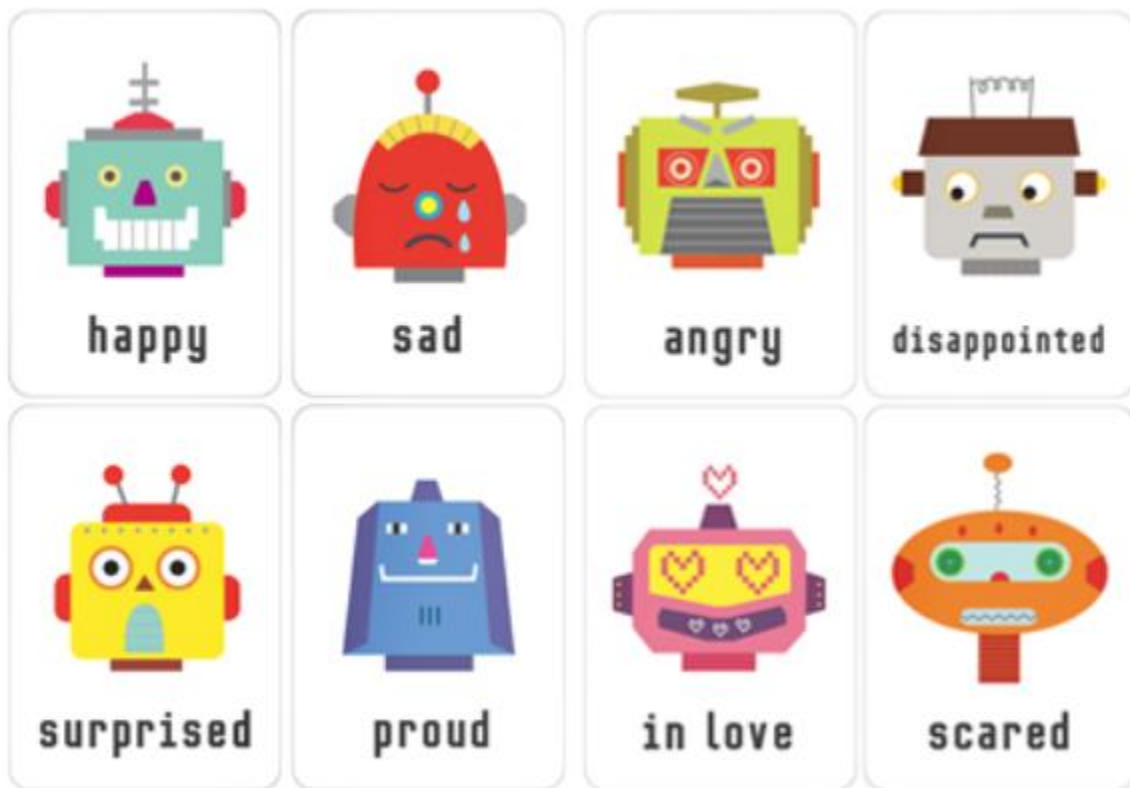 happy
sad
angry
disappointed
surprised
proud
in love
scared